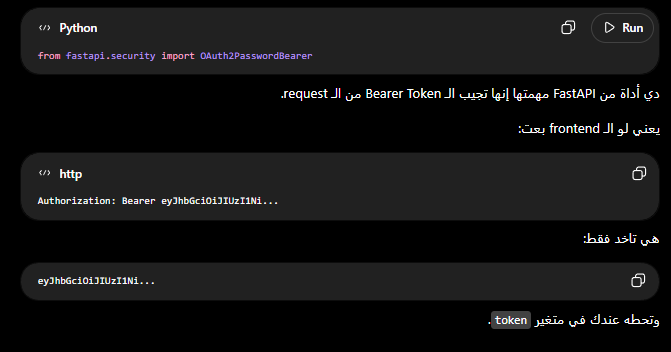 Python
Run
from fastapi.security import OAuth2PasswordBearer
دي أداة من FastAPI مهمتها إنها تجيب الـ Bearer Token من الـ request.
يعني لو الـ frontend بعت:
http
Authorization: Bearer eyJhbGciOiJIUzI1Ni...
هي تاخد فقط:
eyJhbGciOiJIUzI1Ni...
وتحطه عندك في متغير token.